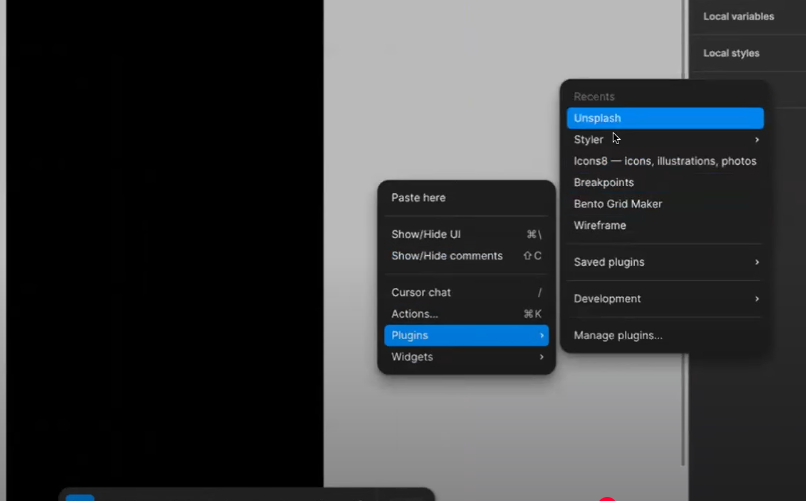 Local variables
Local styles
Recents
Unsplash
Styler
Icons8 — icons, illustrations, photos
Breakpoints
Bento Grid Maker
Wireframe
Saved plugins
Development
Manage plugins...
Paste here
Show/Hide UI ⌘\
Show/Hide comments ⇧C
Cursor chat /
Actions... ⌘K
Plugins
Widgets